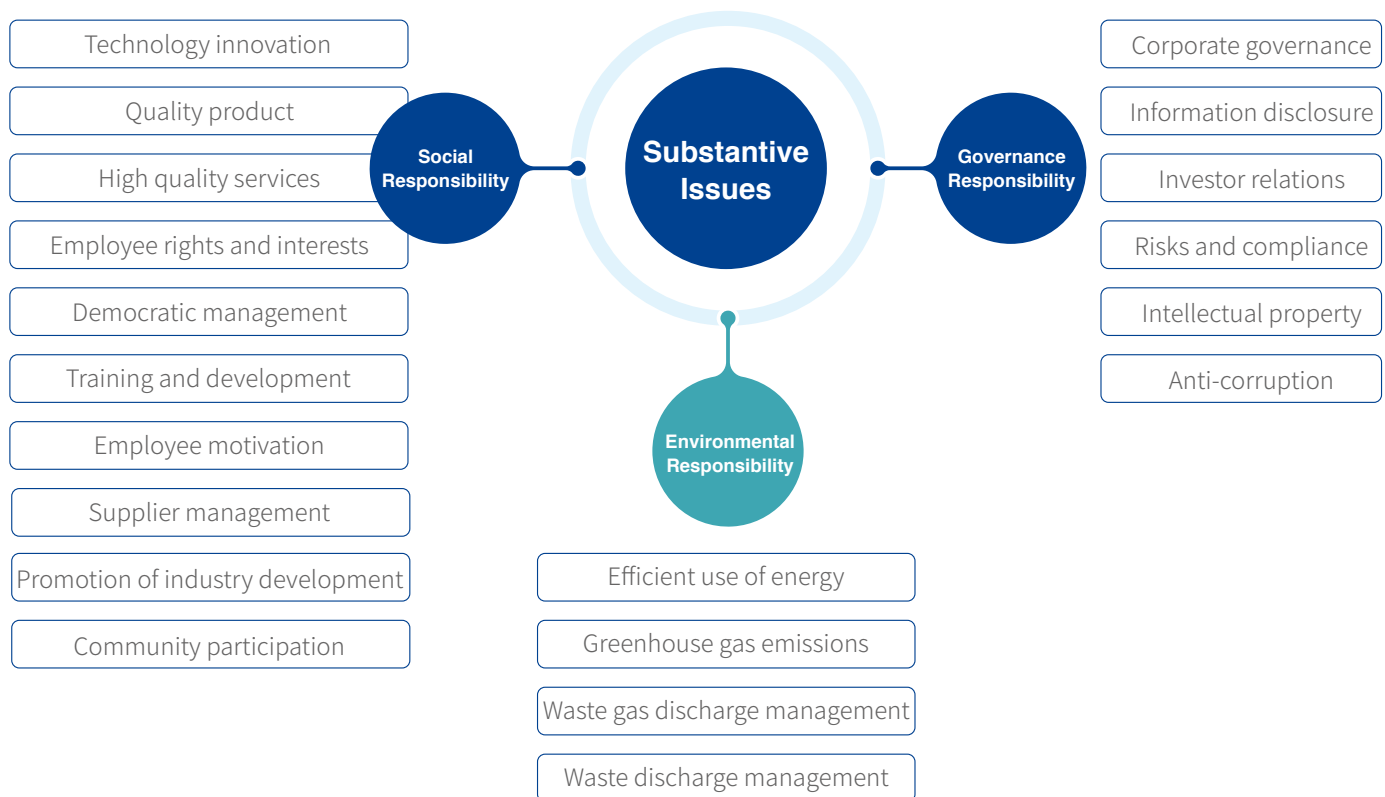 Technology innovation
Quality product
High quality services
Employee rights and interests
Democratic management
Training and development
Employee motivation
Supplier management
Promotion of industry development
Community participation
Social
Responsibility
Substantive
Issues
Governance
Responsibility
Environmental
Responsibility
Efficient use of energy
Greenhouse gas emissions
Waste gas discharge management
Waste discharge management
Corporate governance
Information disclosure
Investor relations
Risks and compliance
Intellectual property
Anti-corruption